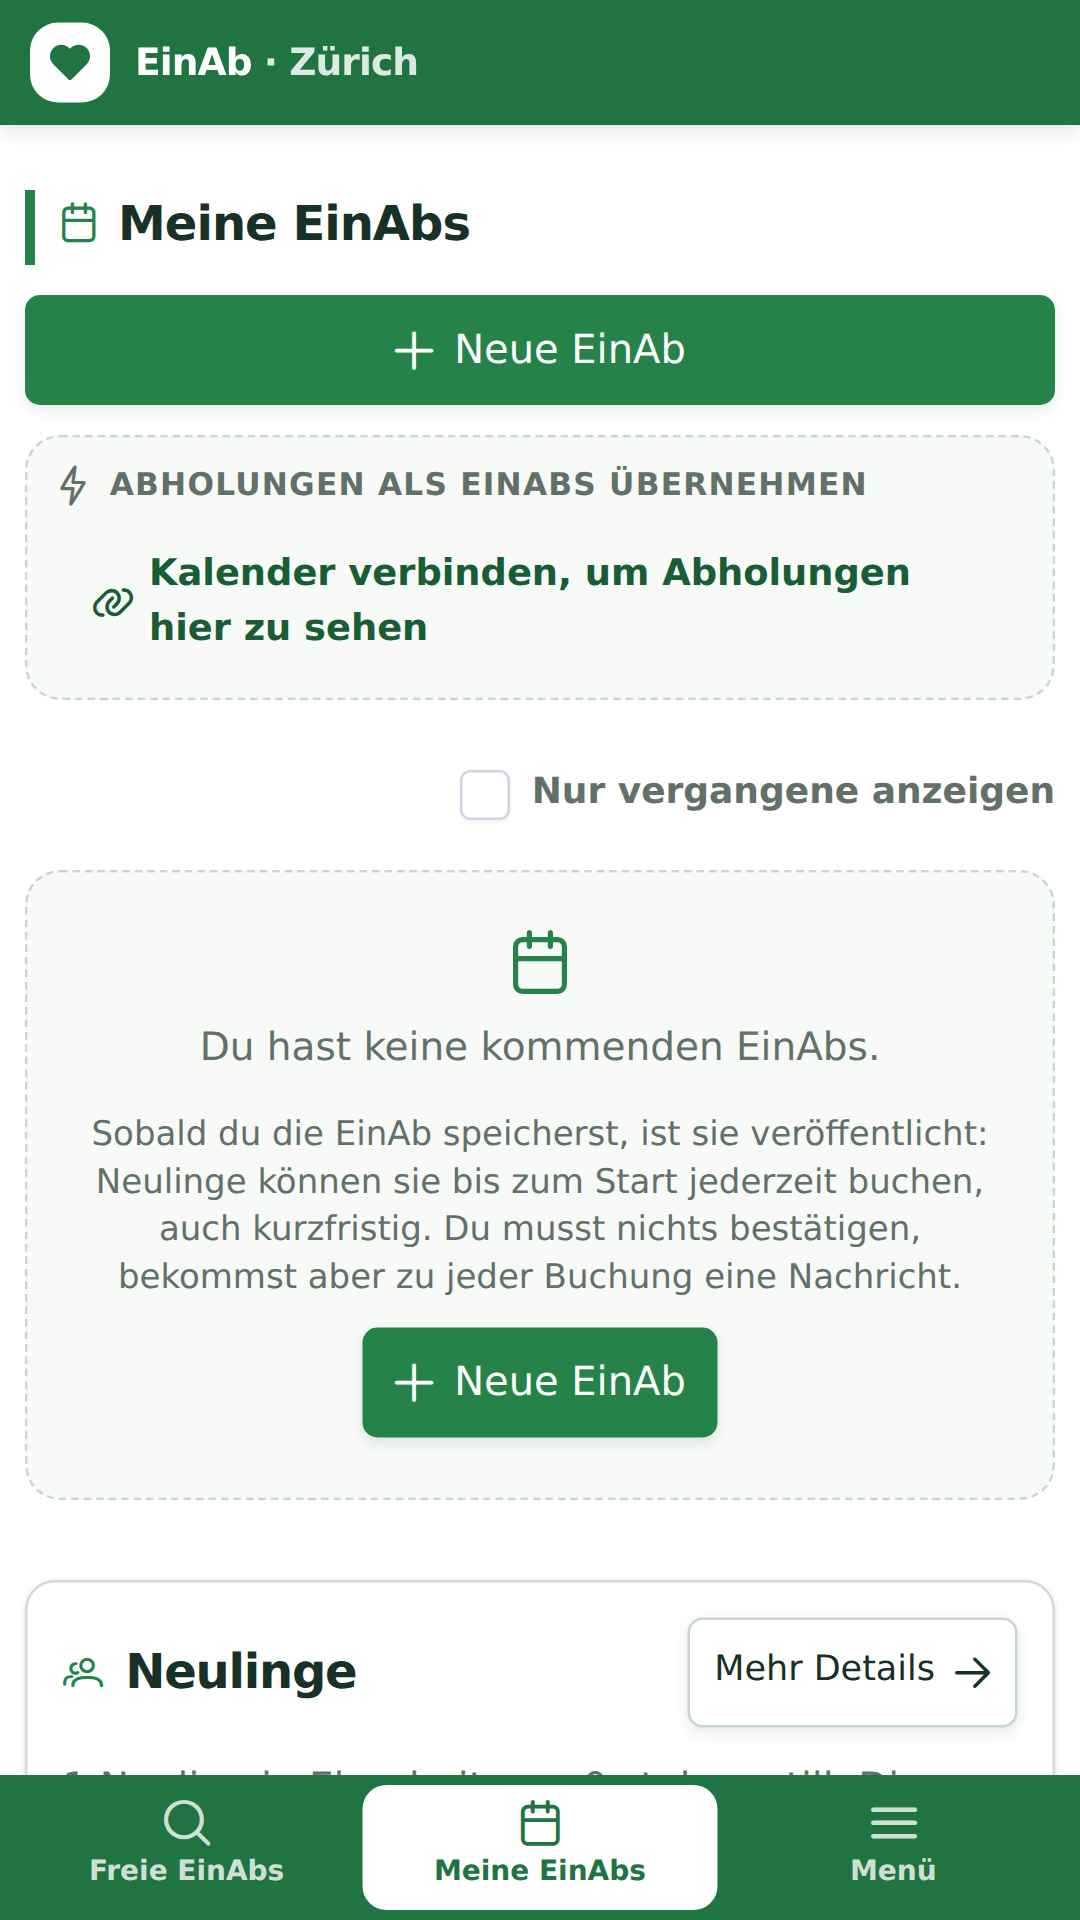 EinAb · Zürich
Meine EinAbs
Neue EinAb
ABHOLUNGEN ALS EINABS ÜBERNEHMEN
Kalender verbinden, um Abholungen
hier zu sehen
Nur vergangene anzeigen
Du hast keine kommenden EinAbs.
Sobald du die EinAb speicherst, ist sie veröffentlicht:
Neulinge können sie bis zum Start jederzeit buchen,
auch kurzfristig. Du musst nichts bestätigen,
bekommst aber zu jeder Buchung eine Nachricht.
Neue EinAb
Neulinge
Mehr Details
Freie EinAbs
Meine EinAbs
Menü